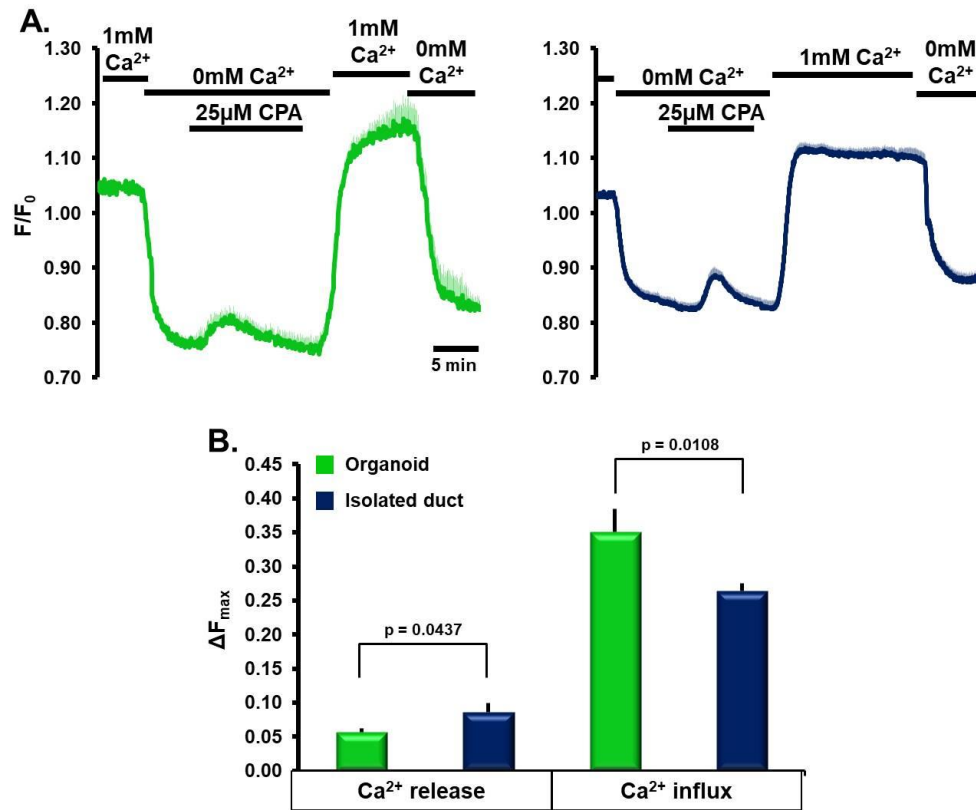 A.
1mM
Ca²⁺
0mM Ca²⁺
25µM CPA
1mM
Ca²⁺
0mM
Ca²⁺
1.30
1.20
1.10
1.00
0.90
0.80
0.70
F/F₀
5 min
0mM Ca²⁺
25µM CPA
1mM Ca²⁺
0mM
Ca²⁺
1.30
1.20
1.10
1.00
0.90
0.80
0.70
B.
Organoid
Isolated duct
p = 0.0437
p = 0.0108
0.45
0.40
0.35
0.30
0.25
0.20
0.15
0.10
0.05
0.00
ΔFmax
Ca²⁺ release
Ca²⁺ influx